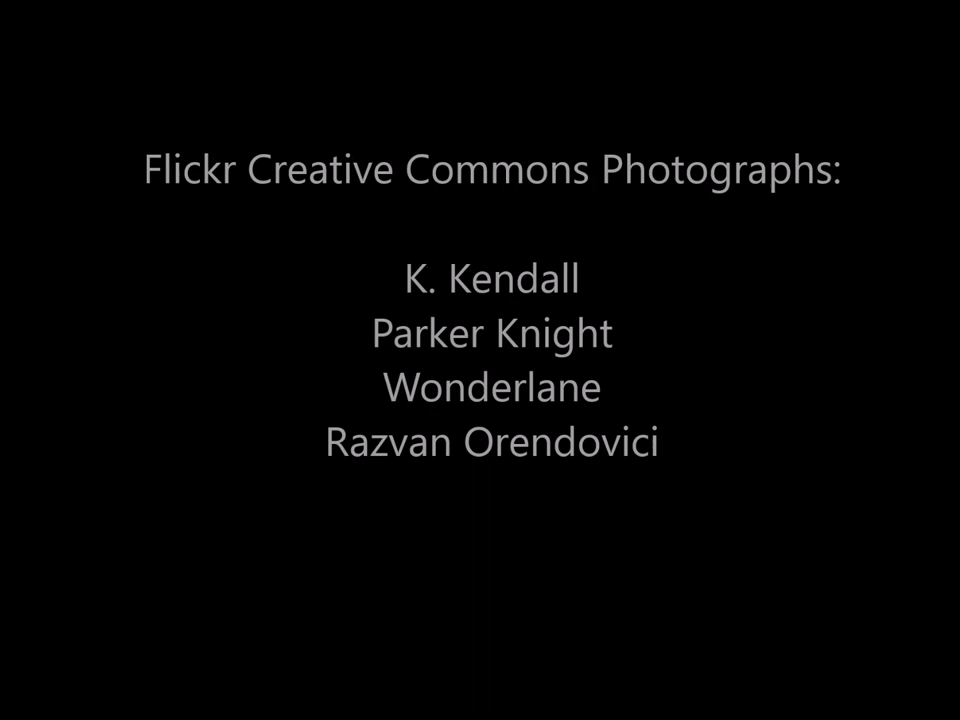 Flickr Creative Commons Photographs:
K. Kendall
Parker Knight
Wonderlane
Razvan Orendovici